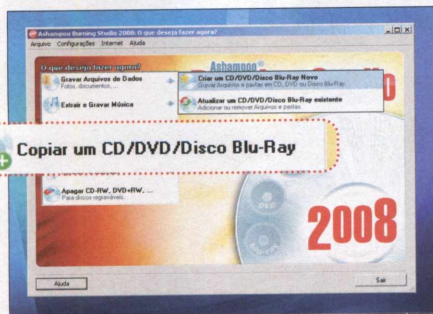 Ashampoo Burning Studio 2008: O que deseja fazer agora?
Arquivo Configurações Internet Ajuda
O que deseja fazer agora?
Ashampoo®
Gravar Arquivos de Dados
Fotos, documentos, ...
Criar um CD/DVD/Disco Blu-Ray Novo
Gravar Arquivos e pastas em CD, DVD ou Disco Blu-Ray
Extrair e Gravar Música
Atualizar um CD/DVD/Disco Blu-Ray existente
Adicionar ou remover Arquivos e pastas.
Copiar um CD/DVD/Disco Blu-Ray
Apagar CD-RW, DVD+RW, ...
Para discos regraváveis.
DVD
2008
Ajuda
Sair